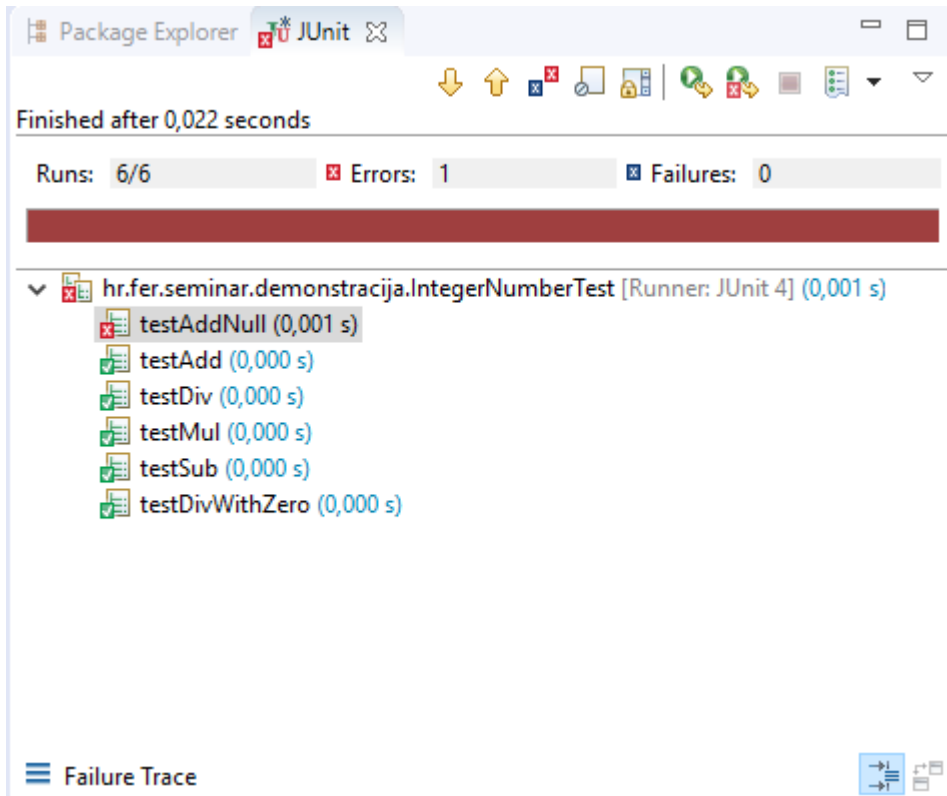 Package Explorer JUnit
Finished after 0,022 seconds
Runs: 6/6 Errors: 1 Failures: 0
hr.fer.seminar.demonstracija.IntegerNumberTest [Runner: JUnit 4] (0,001 s)
testAddNull (0,001 s)
testAdd (0,000 s)
testDiv (0,000 s)
testMul (0,000 s)
testSub (0,000 s)
testDivWithZero (0,000 s)
Failure Trace